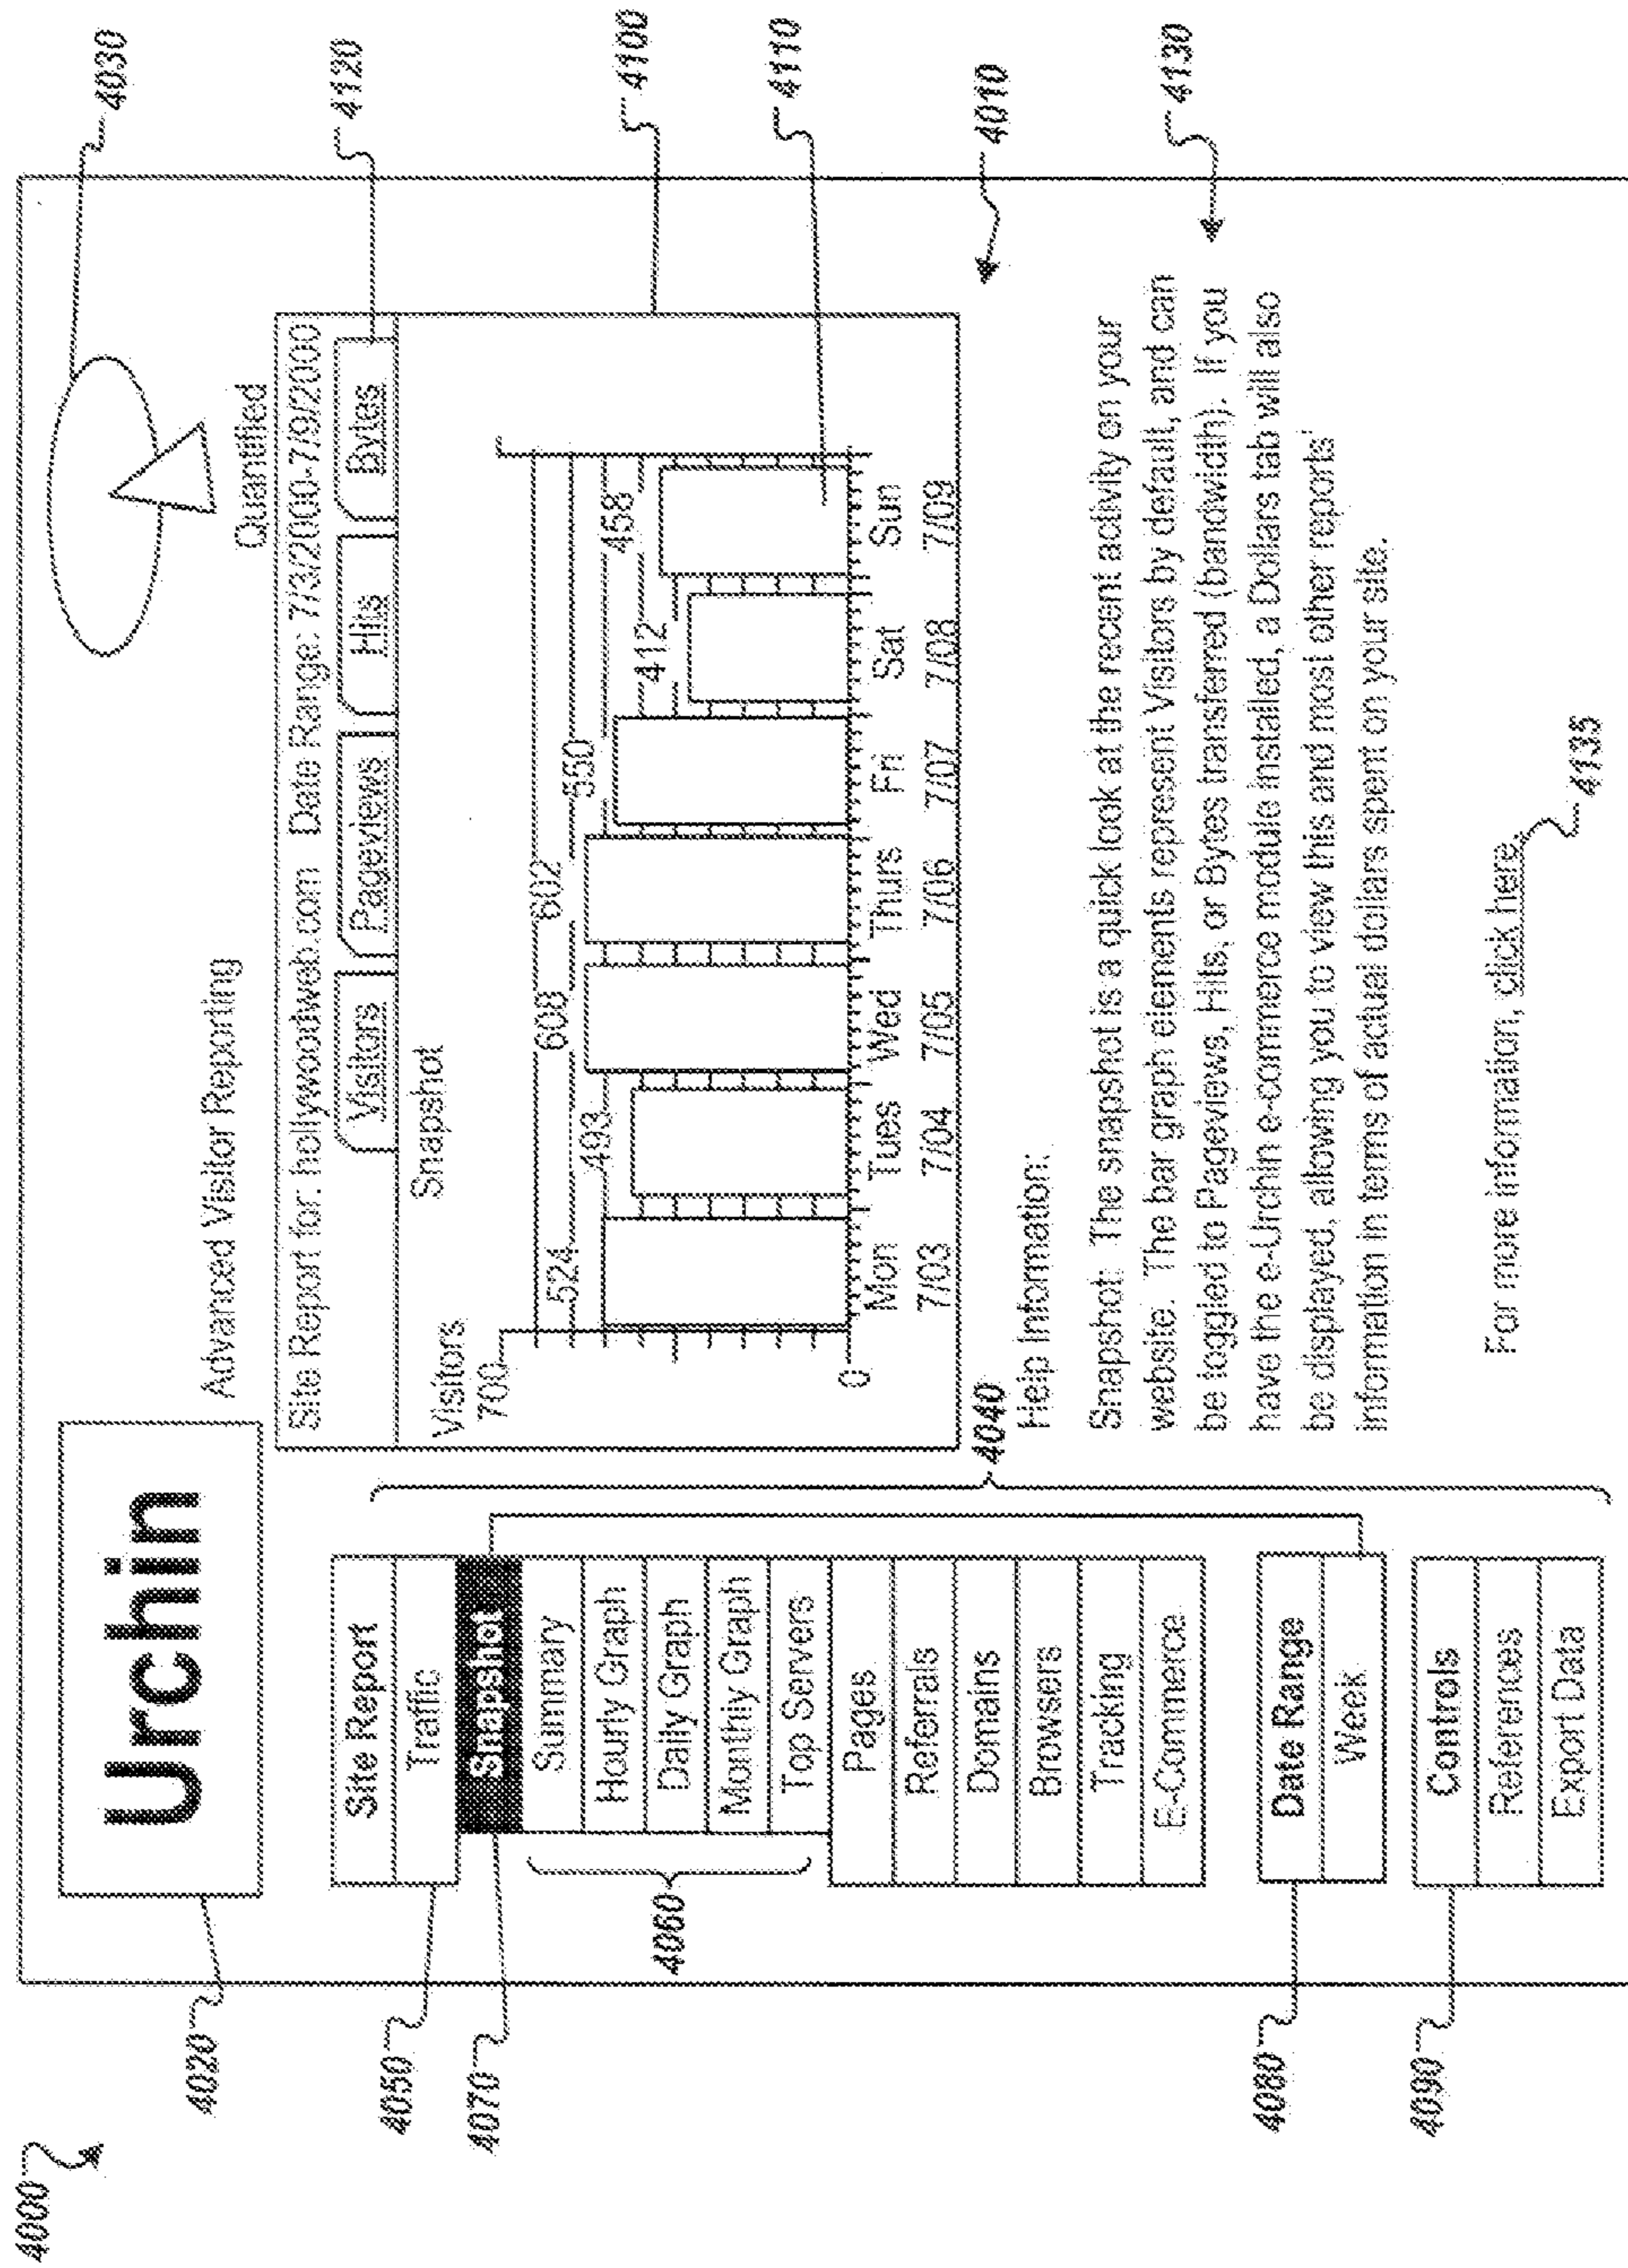 4000
4020
4030
Urchin
Advanced Visitor Reporting
Quantified
Site Report for: hollywoodweb.com Date Range: 7/3/2000-7/9/2000
Visitors Pageviews Hits Bytes
4120
Snapshot
Visitors
700
524 493 608 602 550 412 458
0
Mon Tues Wed Thurs Fri Sat Sun
7/03 7/04 7/05 7/06 7/07 7/08 7/09
4100
4110
4010
4040
Site Report
Traffic
Snapshot
Summary
Hourly Graph
Daily Graph
Monthly Graph
Top Servers
Pages
Referrals
Domains
Browsers
Tracking
E-Commerce
Date Range
Week
Controls
References
Export Data
4050
4070
4060
4080
4090
Help Information:
Snapshot: The snapshot is a quick look at the recent activity on your
website. The bar graph elements represent Visitors by default, and can
be toggled to Pageviews, Hits, or Bytes transferred (bandwidth). If you
have the e-Urchin e-commerce module installed, a Dollars tab will also
be displayed, allowing you to view this and most other reports'
information in terms of actual dollars spent on your site.
4130
For more information, click here.
4135